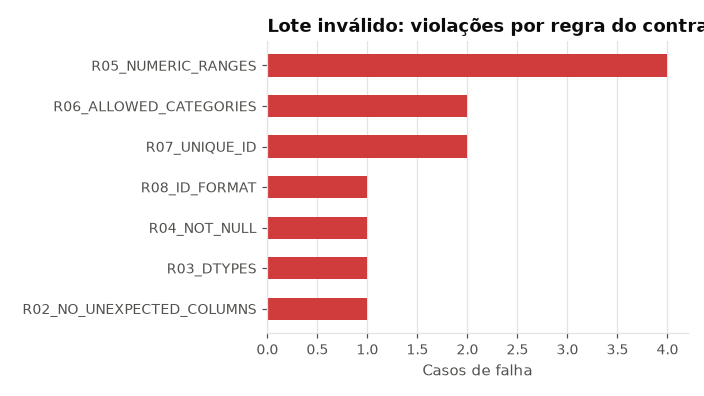 Lote inválido: violações por regra do contra
R05_NUMERIC_RANGES
R06_ALLOWED_CATEGORIES
R07_UNIQUE_ID
R08_ID_FORMAT
R04_NOT_NULL
R03_DTYPES
R02_NO_UNEXPECTED_COLUMNS
0.0 0.5 1.0 1.5 2.0 2.5 3.0 3.5 4.0
Casos de falha